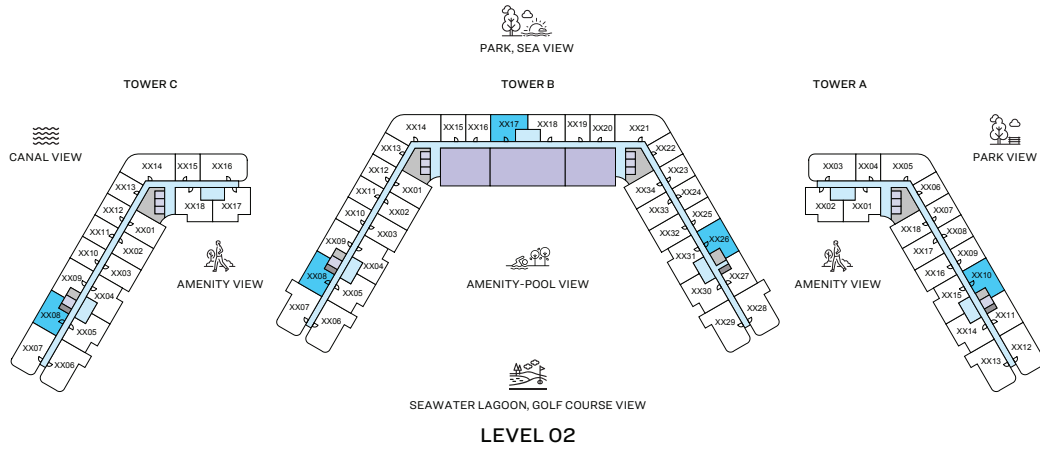 PARK, SEA VIEW
TOWER C
TOWER B
TOWER A
CANAL VIEW
PARK VIEW
XX14
XX15
XX16
XX13
XX12
XX11
XX10
XX09
XX08
XX07
XX06
XX05
XX04
XX03
XX02
XX01
XX18
XX17
AMENITY VIEW
XX14
XX15
XX16
XX17
XX18
XX19
XX20
XX21
XX13
XX12
XX11
XX10
XX09
XX08
XX07
XX06
XX05
XX04
XX03
XX02
XX01
XX22
XX23
XX24
XX25
XX26
XX27
XX28
XX29
XX30
XX31
XX32
XX33
XX34
AMENITY-POOL VIEW
XX03
XX04
XX05
XX02
XX01
XX06
XX07
XX08
XX09
XX10
XX11
XX12
XX13
XX14
XX15
XX16
XX17
XX18
AMENITY VIEW
SEAWATER LAGOON, GOLF COURSE VIEW
LEVEL 02